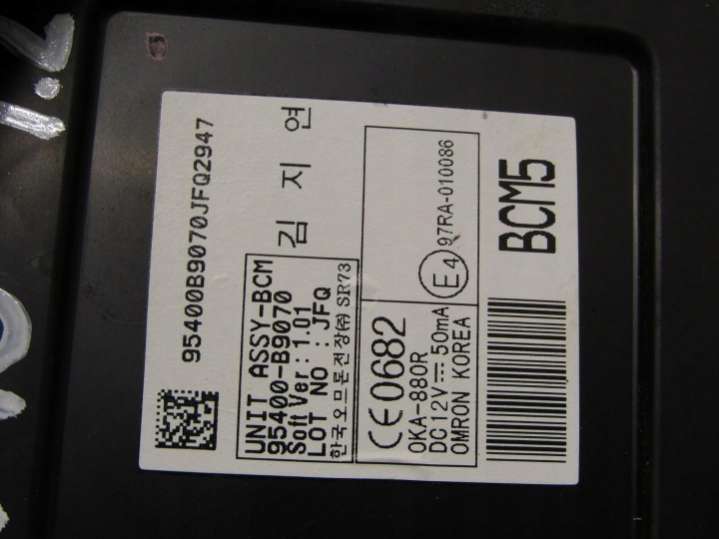 95400B9070JFQ2947
UNIT ASSY-BCM
95400-B9070
Soft Ver : 1.01
LOT NO : JFQ
한국오므론전장㈜ SR73
김 지 연
CE0682
OKA-880R
DC12V⎓50mA
OMRON KOREA
E4
97RA-010086
BCM5